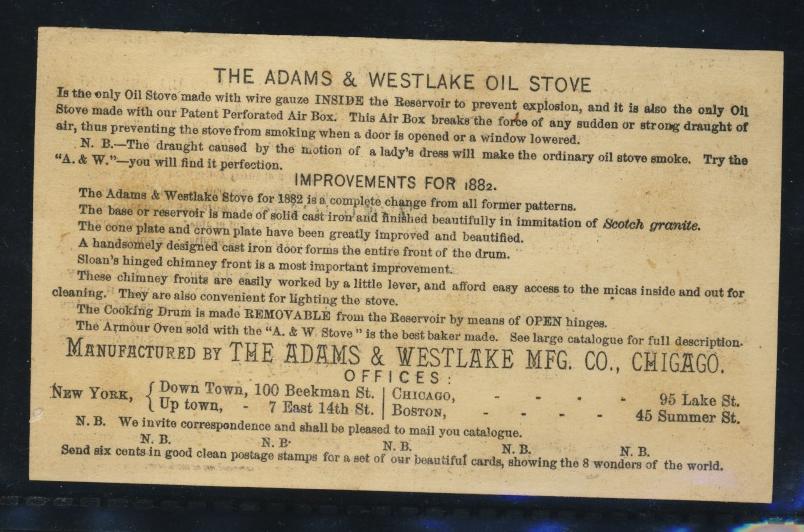 THE ADAMS & WESTLAKE OIL STOVE
Is the only Oil Stove made with wire gauze INSIDE the Reservoir to prevent explosion, and it is also the only Oil
Stove made with our Patent Perforated Air Box. This Air Box breaks the force of any sudden or strong draught of
air, thus preventing the stove from smoking when a door is opened or a window lowered.
N. B.—The draught caused by the motion of a lady's dress will make the ordinary oil stove smoke. Try the
"A. & W."—you will find it perfection.
IMPROVEMENTS FOR 1882.
The Adams & Westlake Stove for 1882 is a complete change from all former patterns.
The base or reservoir is made of solid cast iron and finished beautifully in immitation of Scotch granite.
The cone plate and crown plate have been greatly improved and beautified.
A handsomely designed cast iron door forms the entire front of the drum.
Sloan's hinged chimney front is a most important improvement.
These chimney fronts are easily worked by a little lever, and afford easy access to the micas inside and out for
cleaning. They are also convenient for lighting the stove.
The Cooking Drum is made REMOVABLE from the Reservoir by means of OPEN hinges.
The Armour Oven sold with the "A. & W. Stove" is the best baker made. See large catalogue for full description.
MANUFACTURED BY THE ADAMS & WESTLAKE MFG. CO., CHICAGO.
OFFICES:
NEW YORK, { Down Town, 100 Beekman St. | CHICAGO, - - - - 95 Lake St.
{ Up town, - 7 East 14th St. | BOSTON, - - - - 45 Summer St.
N. B. We invite correspondence and shall be pleased to mail you catalogue.
N. B. N. B. N. B. N. B. N. B.
Send six cents in good clean postage stamps for a set of our beautiful cards, showing the 8 wonders of the world.